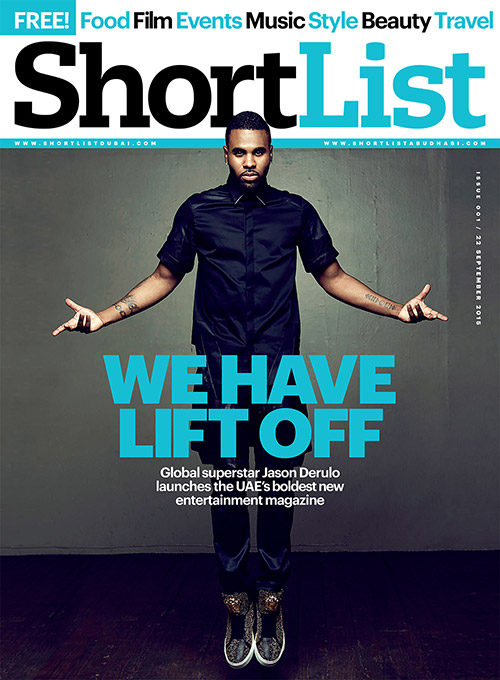 FREE! Food Film Events Music Style Beauty Travel
ShortList
WWW.SHORTLISTDUBAI.COM
WWW.SHORTLISTABUDHABI.COM
ISSUE 001 / 22 SEPTEMBER 2015
WE HAVE
LIFT OFF
Global superstar Jason Derulo
launches the UAE's boldest new
entertainment magazine